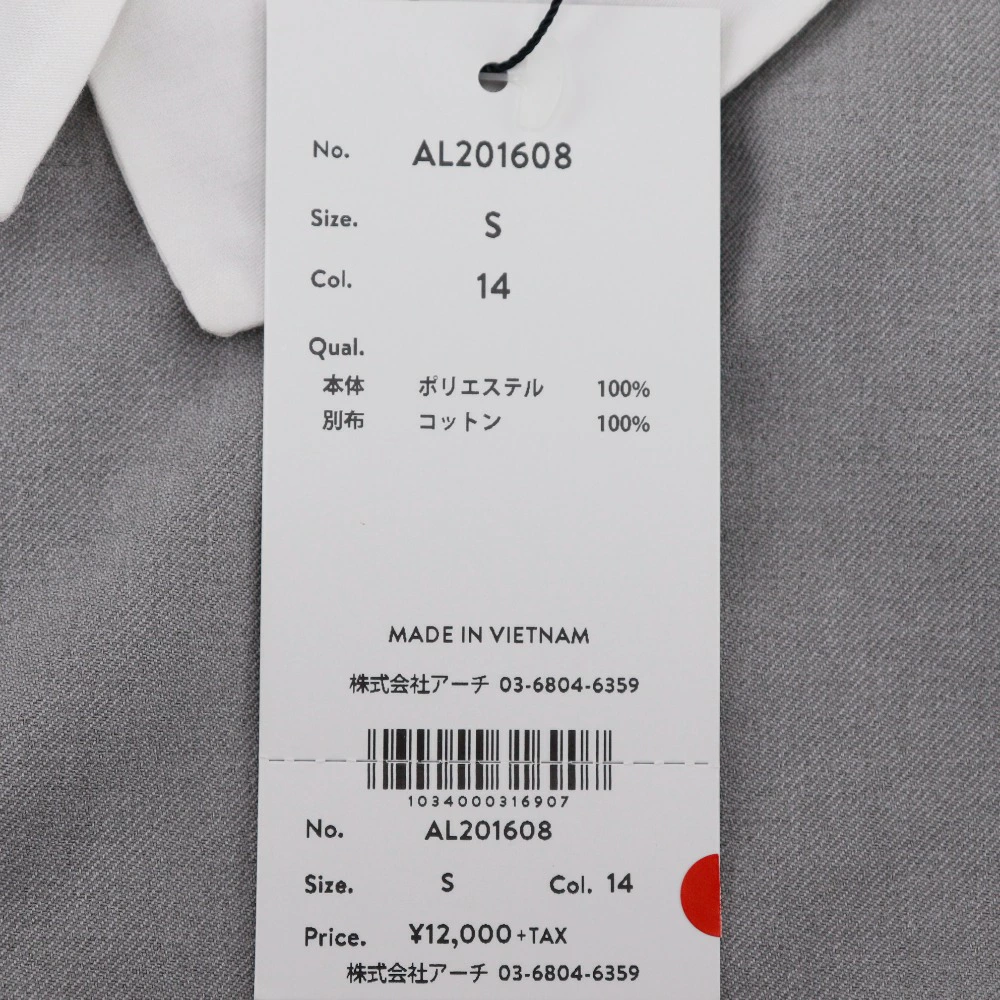 No. AL201608
Size. S
Col. 14
Qual.
本体 ポリエステル 100%
別布 コットン 100%
MADE IN VIETNAM
株式会社アーチ 03-6804-6359
1034000316907
No. AL201608
Size. S Col. 14
Price. ¥12,000+TAX
株式会社アーチ 03-6804-6359